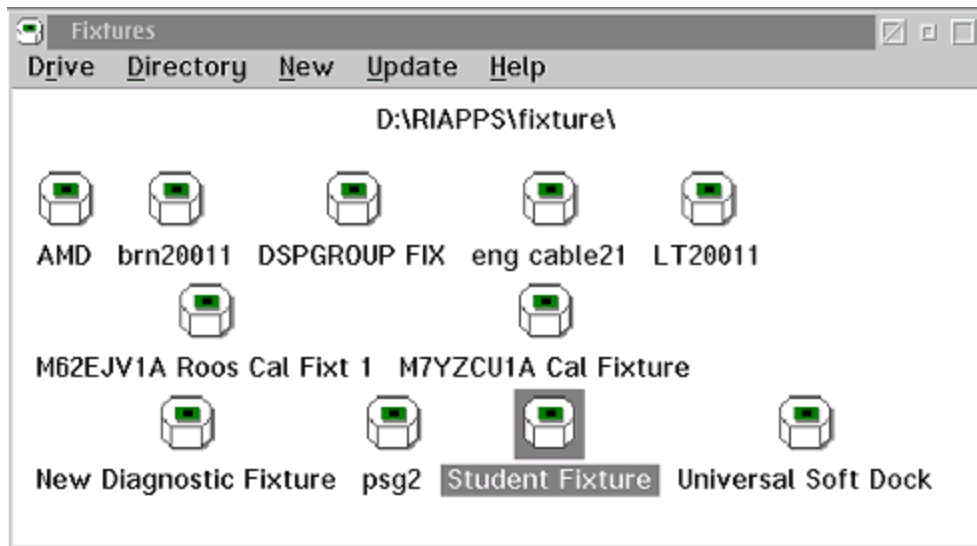 Fixtures
Drive Directory New Update Help
D:\RIAPPS\fixture\
AMD brn20011 DSPGROUP FIX eng cable21 LT20011
M62EJV1A Roos Cal Fixt 1 M7YZCU1A Cal Fixture
New Diagnostic Fixture psg2 Student Fixture Universal Soft Dock